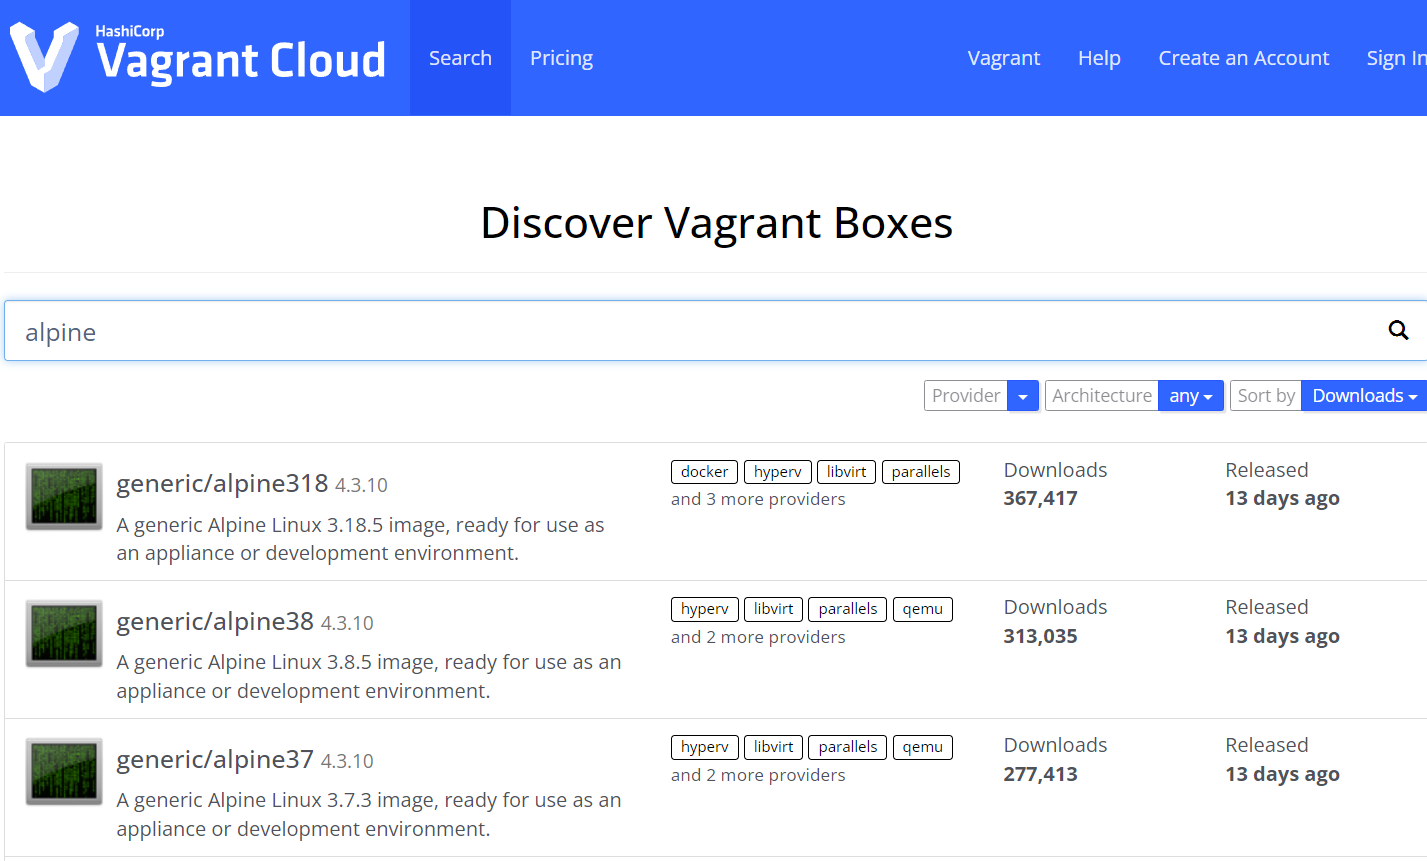 HashiCorp
Vagrant Cloud
Search
Pricing
Vagrant
Help
Create an Account
Sign In
Discover Vagrant Boxes
alpine
Provider
Architecture any
Sort by Downloads
generic/alpine318 4.3.10
A generic Alpine Linux 3.18.5 image, ready for use as
an appliance or development environment.
docker hyperv libvirt parallels
and 3 more providers
Downloads
367,417
Released
13 days ago
generic/alpine38 4.3.10
A generic Alpine Linux 3.8.5 image, ready for use as an
appliance or development environment.
hyperv libvirt parallels qemu
and 2 more providers
Downloads
313,035
Released
13 days ago
generic/alpine37 4.3.10
A generic Alpine Linux 3.7.3 image, ready for use as an
appliance or development environment.
hyperv libvirt parallels qemu
and 2 more providers
Downloads
277,413
Released
13 days ago